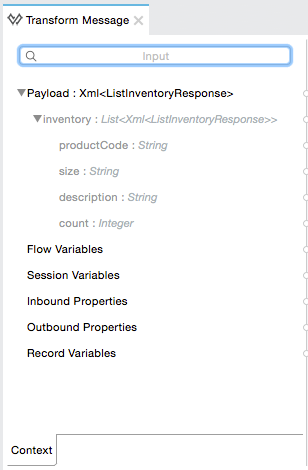 Transform Message
Input
Payload : Xml<ListInventoryResponse>
inventory : List<Xml<ListInventoryResponse>>
productCode : String
size : String
description : String
count : Integer
Flow Variables
Session Variables
Inbound Properties
Outbound Properties
Record Variables
Context